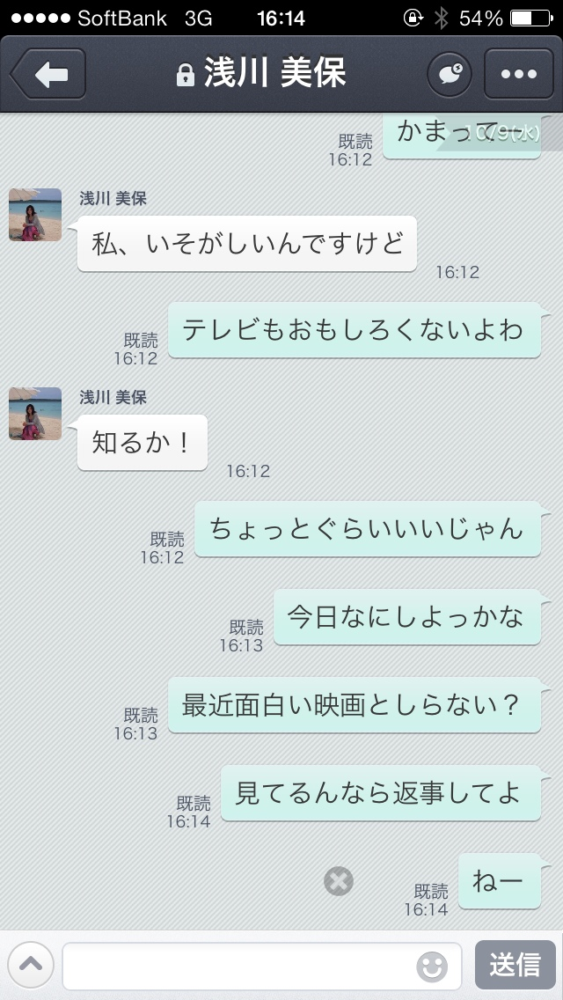 SoftBank 3G 16:14 54%
浅川 美保
10/9(水)
かまってー
既読
16:12
浅川 美保
私、いそがしいんですけど
16:12
テレビもおもしろくないよわ
既読
16:12
浅川 美保
知るか！
16:12
ちょっとぐらいいいじゃん
既読
16:12
今日なにしよっかな
既読
16:13
最近面白い映画としらない？
既読
16:13
見てるんなら返事してよ
既読
16:14
ねー
既読
16:14
送信